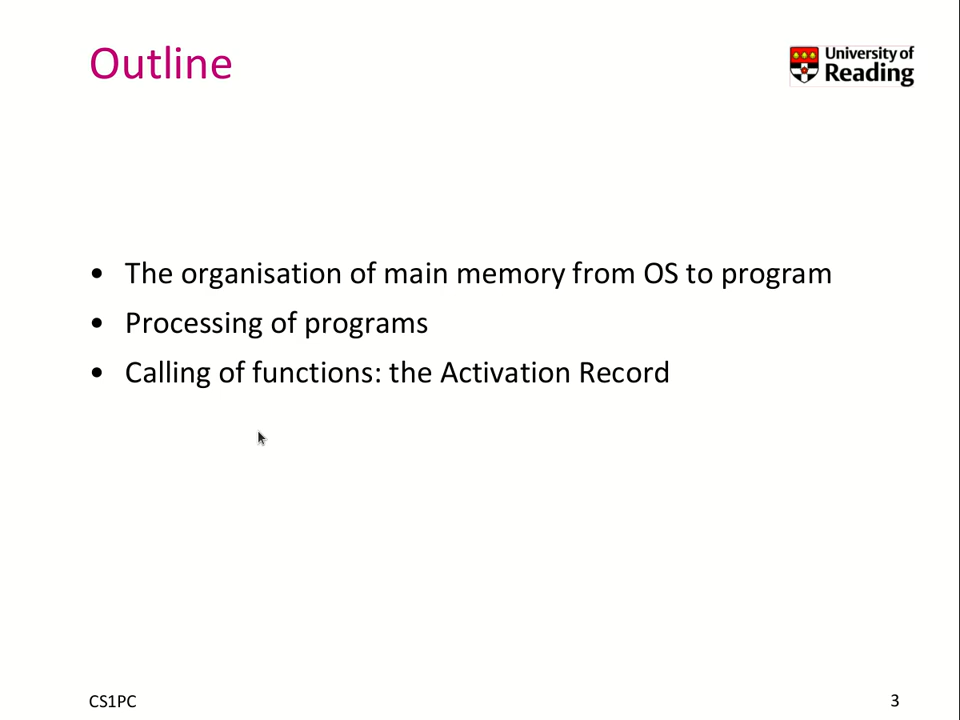 Outline
University of
Reading
• The organisation of main memory from OS to program
• Processing of programs
• Calling of functions: the Activation Record
CS1PC
3